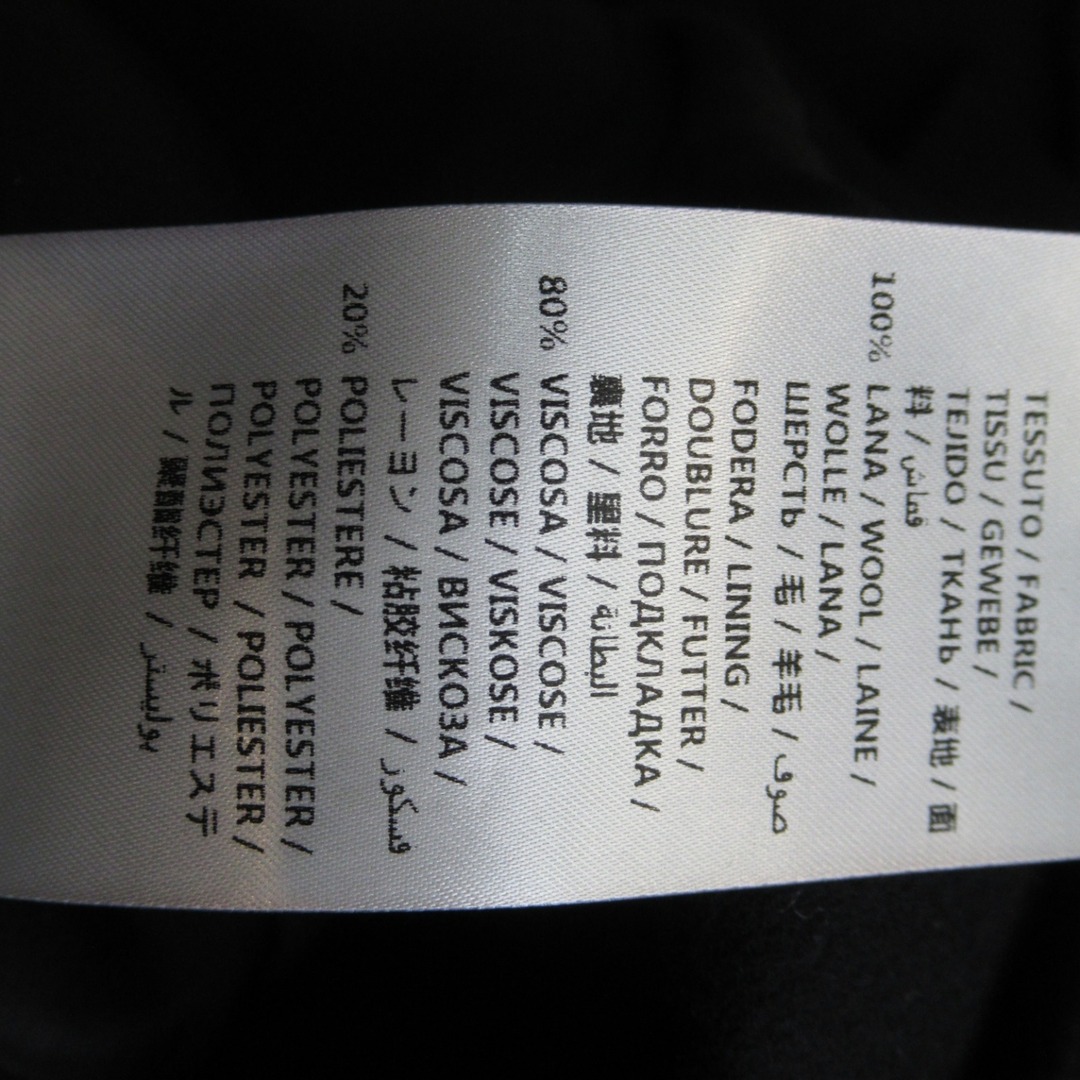 TESSUTO / FABRIC /
TISSU / GEWEBE /
TEJIDO / ТКАНЬ / 表地 / 面
料 / قماش
100% LANA / WOOL / LAINE /
WOLLE / LANA /
ШЕРСТЬ / 毛 / 羊毛 / صوف
FODERA / LINING /
DOUBLURE / FUTTER /
FORRO / ПОДКЛАДКА /
裏地 / 里料 / البطانة
80% VISCOSA / VISCOSE /
VISCOSE / VISKOSE /
VISCOSA / ВИСКОЗА /
レーヨン / 粘胶纤维 / فسكوز
20% POLIESTERE /
POLYESTER / POLYESTER /
POLYESTER / POLIESTER /
ПОЛИЭСТЕР / ポリエステ
ル / 聚酯纤维 / بوليستر